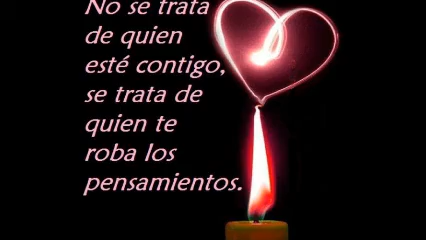 No se trata
de quien
esté contigo,
se trata de
quien te
roba los
pensamientos.